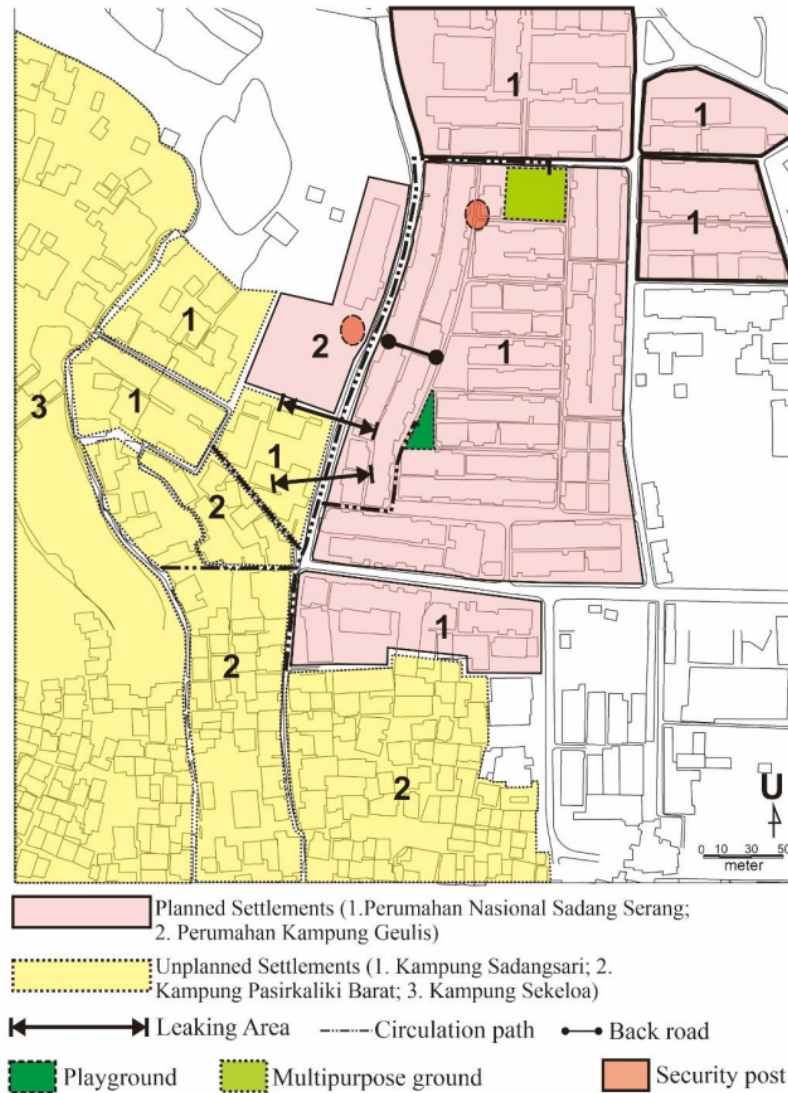 1
1
1
1
2
1
3
1
1
2
1
2
2
U
0 10 20 30 50
meter
Planned Settlements (1.Perumahan Nasional Sadang Serang;
2. Perumahan Kampung Geulis)
Unplanned Settlements (1. Kampung Sadangsari; 2.
Kampung Pasirkaliki Barat; 3. Kampung Sekeloa)
Leaking Area Circulation path Back road
Playground Multipurpose ground Security post